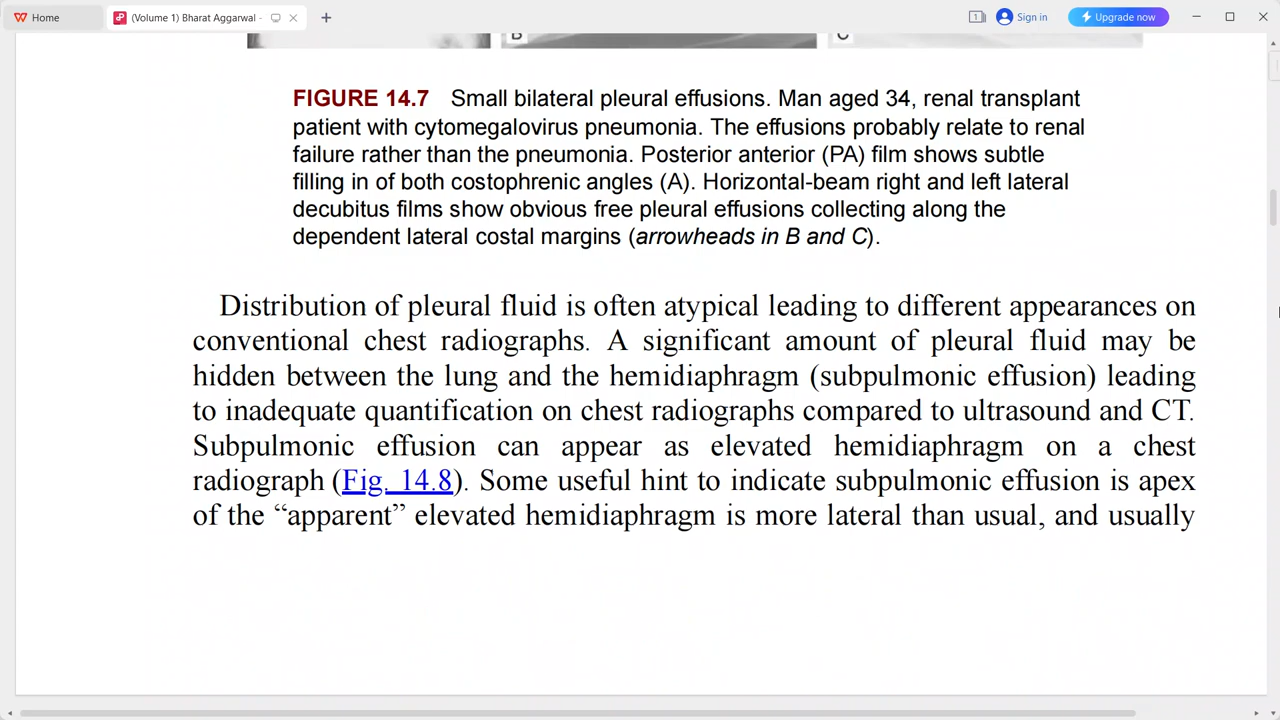 Home
(Volume 1) Bharat Aggarwal -
1
Sign in
Upgrade now
B
C
FIGURE 14.7 Small bilateral pleural effusions. Man aged 34, renal transplant
patient with cytomegalovirus pneumonia. The effusions probably relate to renal
failure rather than the pneumonia. Posterior anterior (PA) film shows subtle
filling in of both costophrenic angles (A). Horizontal-beam right and left lateral
decubitus films show obvious free pleural effusions collecting along the
dependent lateral costal margins (arrowheads in B and C).
Distribution of pleural fluid is often atypical leading to different appearances on
conventional chest radiographs. A significant amount of pleural fluid may be
hidden between the lung and the hemidiaphragm (subpulmonic effusion) leading
to inadequate quantification on chest radiographs compared to ultrasound and CT.
Subpulmonic effusion can appear as elevated hemidiaphragm on a chest
radiograph (Fig. 14.8). Some useful hint to indicate subpulmonic effusion is apex
of the “apparent” elevated hemidiaphragm is more lateral than usual, and usually